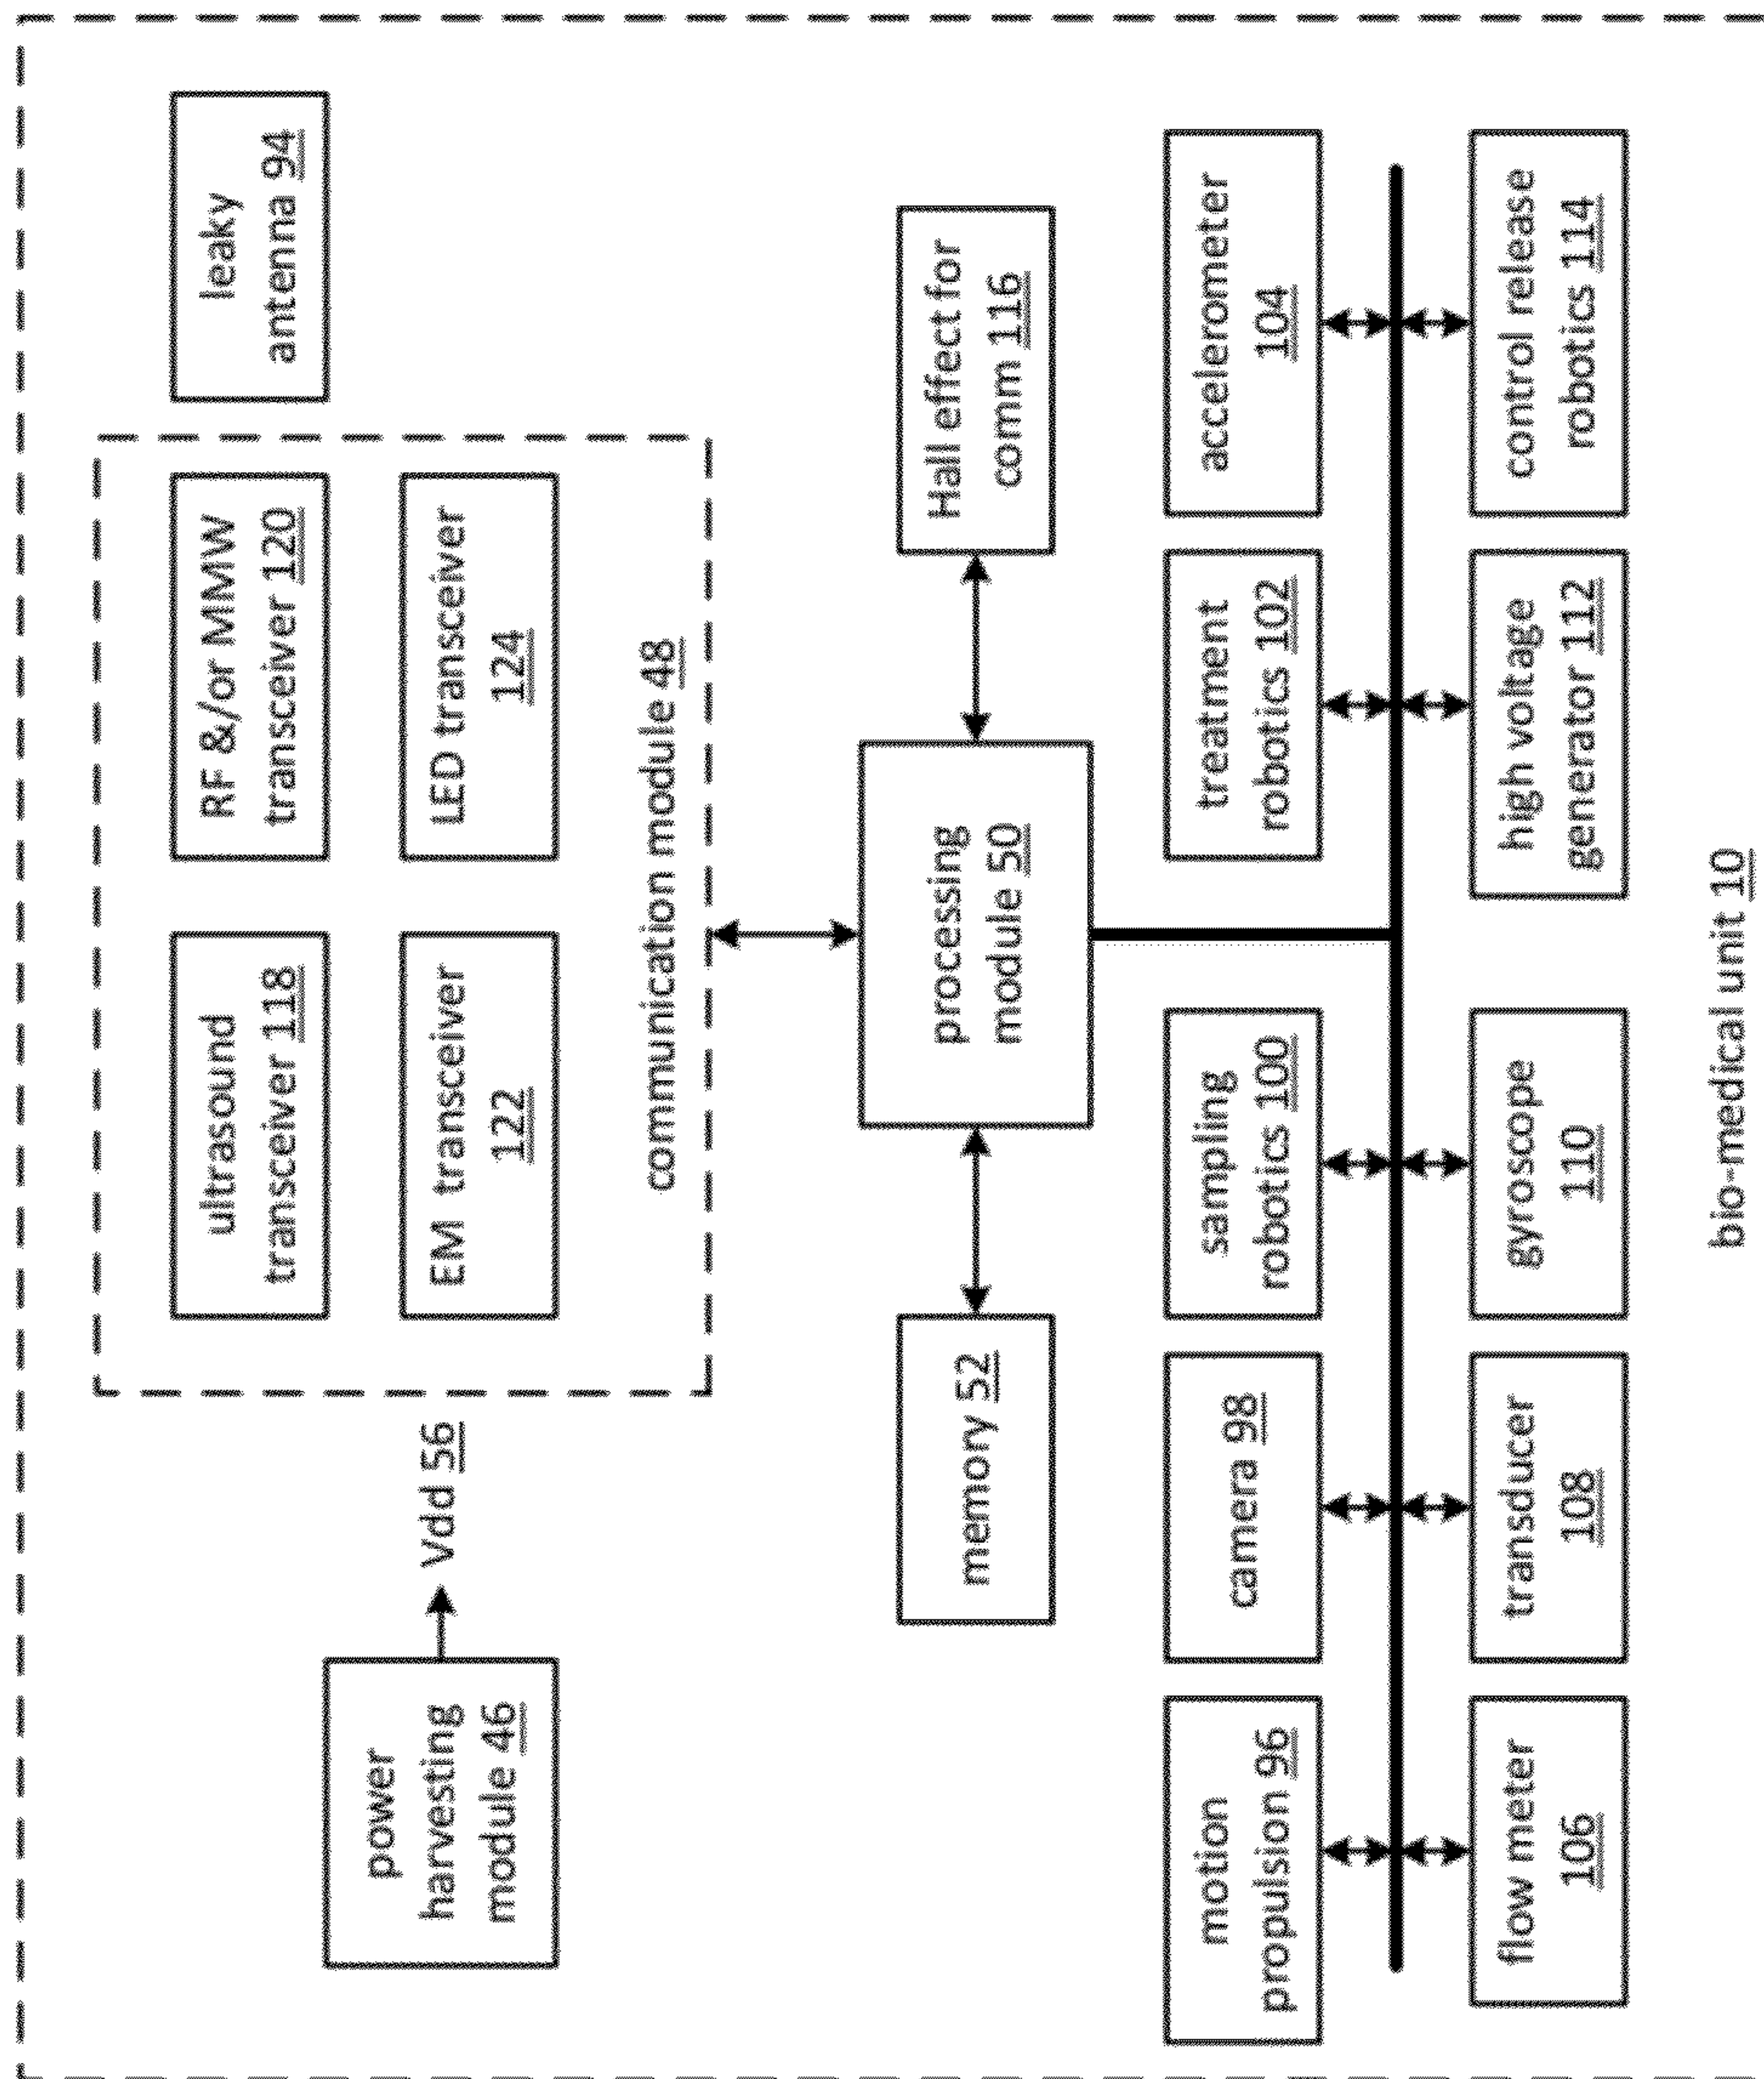 leaky
antenna 94
ultrasound
transceiver 118
RF &/or MMW
transceiver 120
power
harvesting
module 46
Vdd 56
EM transceiver
122
LED transceiver
124
communication module 48
memory 52
processing
module 50
Hall effect for
comm 116
motion
propulsion 96
camera 98
sampling
robotics 100
treatment
robotics 102
accelerometer
104
flow meter
106
transducer
108
gyroscope
110
high voltage
generator 112
control release
robotics 114
bio-medical unit 10